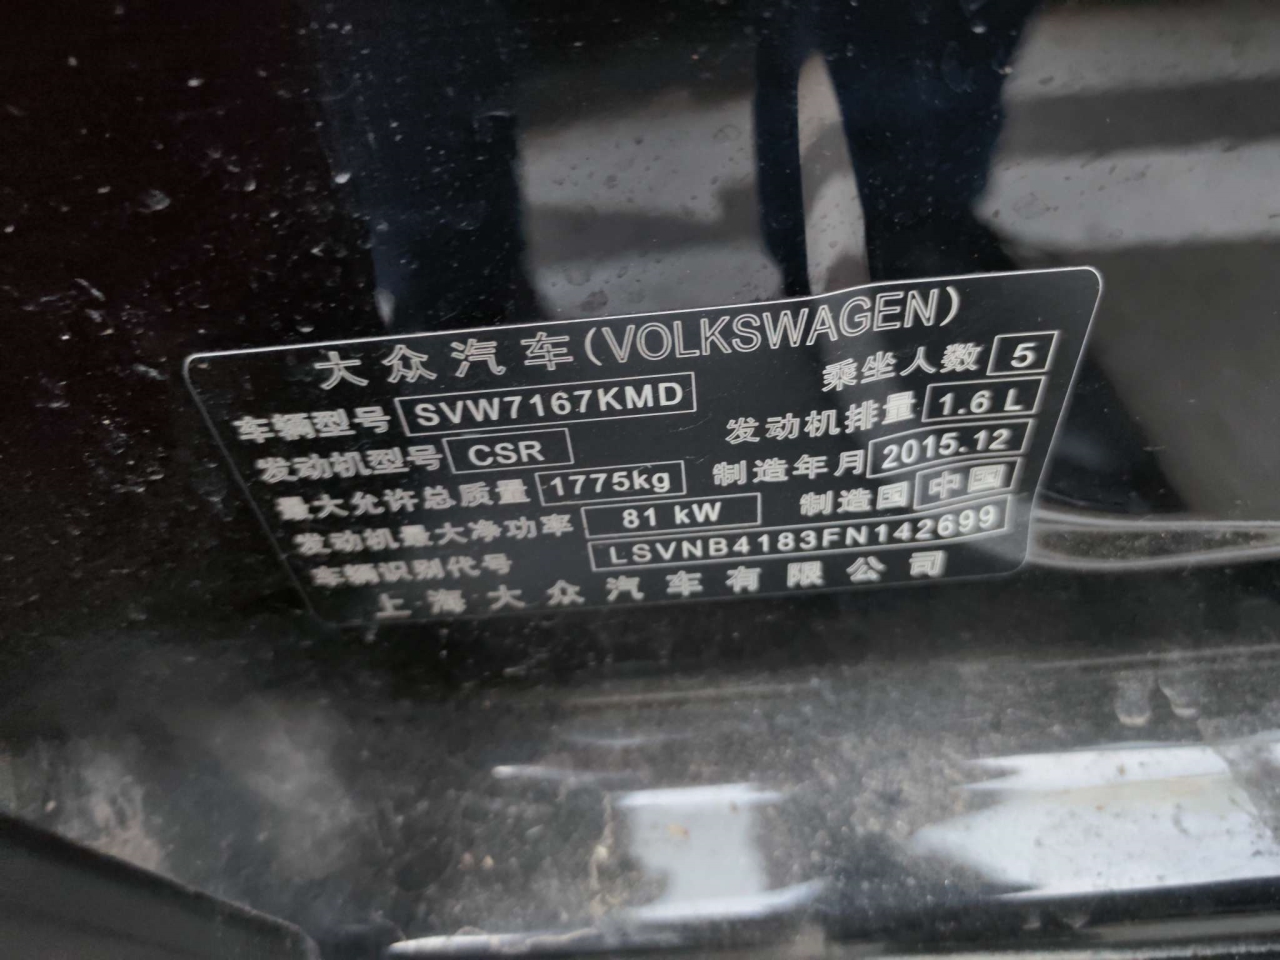 大众汽车(VOLKSWAGEN)
车辆型号 SVW7167KMD 乘坐人数 5
发动机型号 CSR 发动机排量 1.6 L
最大允许总质量 1775kg 制造年月 2015.12
发动机最大净功率 81 kW 制造国 中国
车辆识别代号 LSVNB4183FN142699
上海大众汽车有限公司